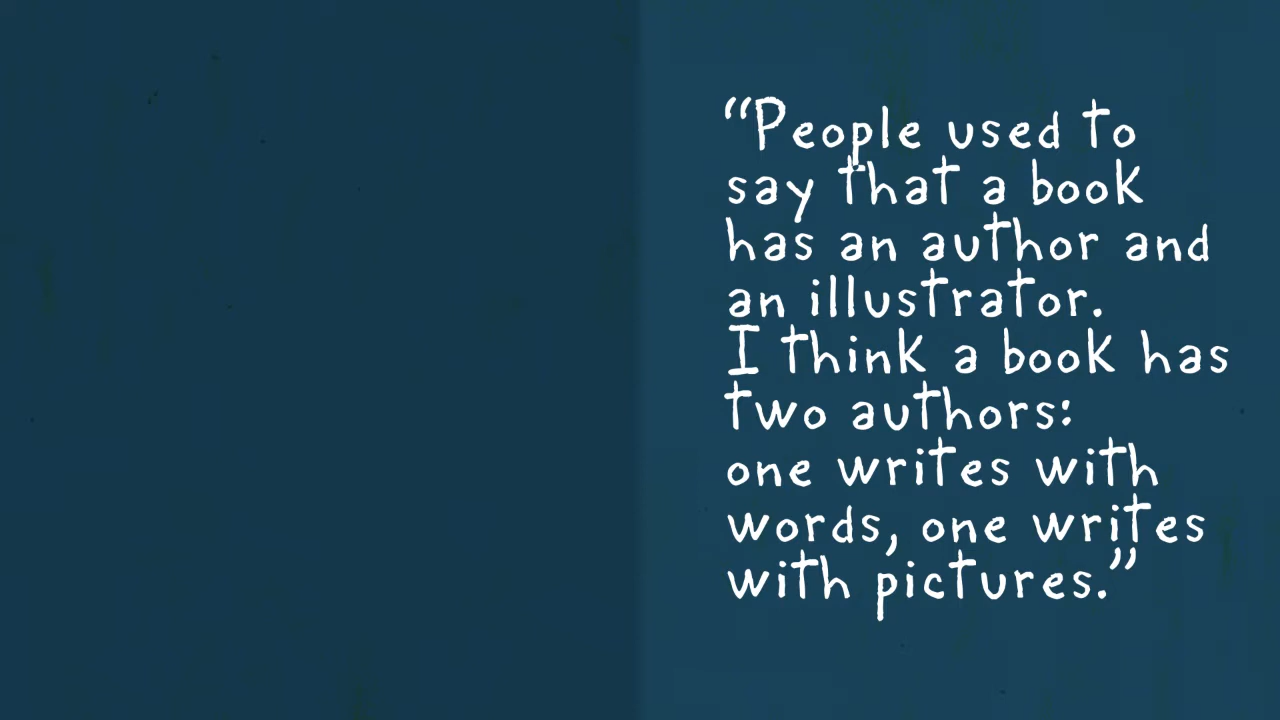 “People used to
say that a book
has an author and
an illustrator.
I think a book has
two authors:
one writes with
words, one writes
with pictures.”